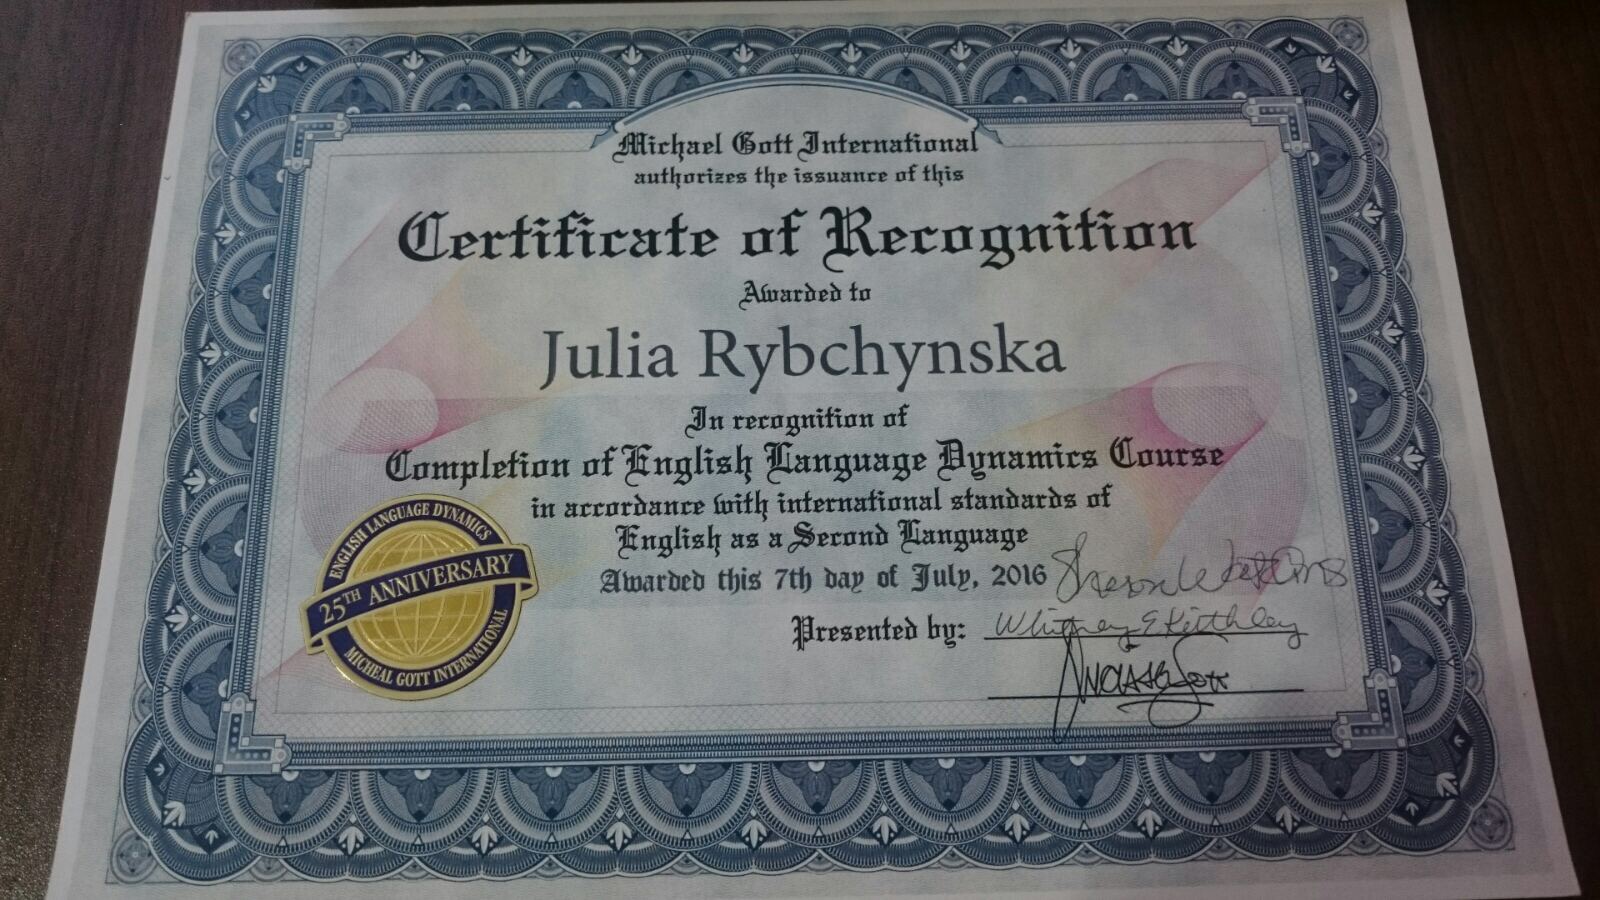 Michael Gott International
authorizes the issuance of this
Certificate of Recognition
Awarded to
Julia Rybchynska
In recognition of
Completion of English Language Dynamics Course
in accordance with international standards of
English as a Second Language
Awarded this 7th day of July, 2016
Presented by: Whitney E Keithley
ENGLISH LANGUAGE DYNAMICS
25TH ANNIVERSARY
MICHEAL GOTT INTERNATIONAL